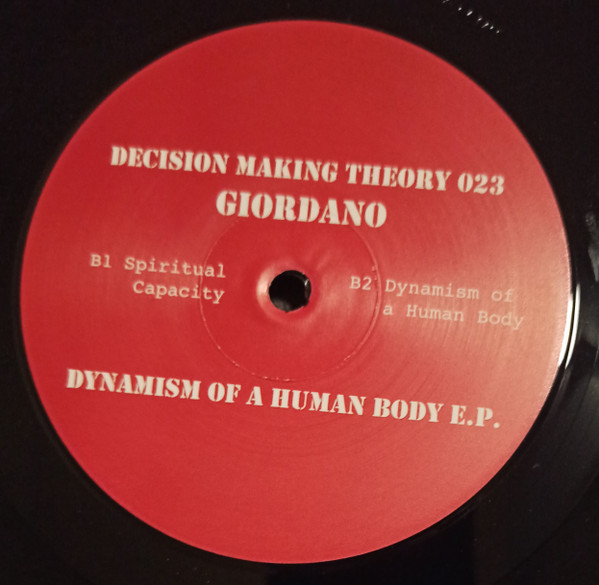 DECISION MAKING THEORY 023
GIORDANO
B1 Spiritual
Capacity
B2 Dynamism of
a Human Body
DYNAMISM OF A HUMAN BODY E.P.